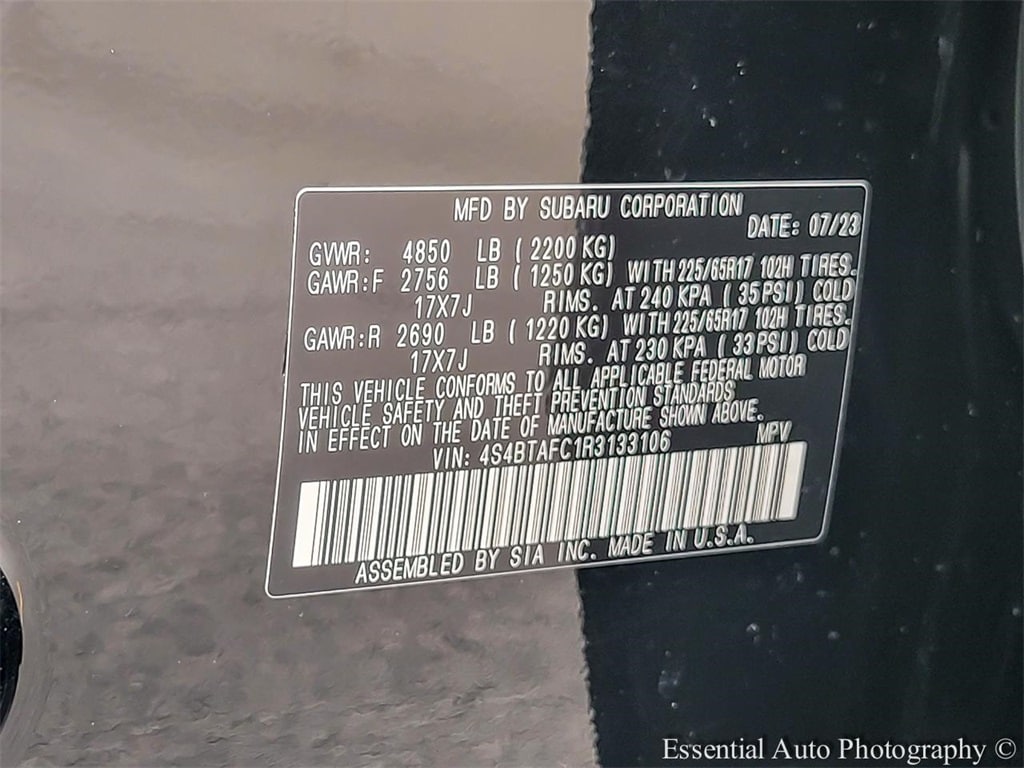 MFD BY SUBARU CORPORATION
DATE: 07/23
GVWR: 4850 LB (2200 KG)
GAWR:F 2756 LB (1250 KG) WITH 225/65R17 102H TIRES.
17X7J RIMS. AT 240 KPA (35 PSI) COLD
GAWR:R 2690 LB (1220 KG) WITH 225/65R17 102H TIRES.
17X7J RIMS. AT 230 KPA (33 PSI) COLD
THIS VEHICLE CONFORMS TO ALL APPLICABLE FEDERAL MOTOR
VEHICLE SAFETY AND THEFT PREVENTION STANDARDS
IN EFFECT ON THE DATE OF MANUFACTURE SHOWN ABOVE.
VIN: 4S4BTAFC1R3133106 MPV
ASSEMBLED BY SIA INC. MADE IN U.S.A.
Essential Auto Photography ©